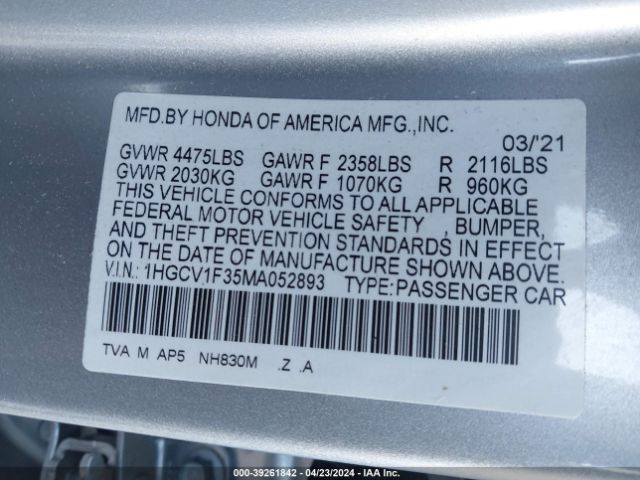 MFD.BY HONDA OF AMERICA MFG.,INC.
03/'21
GVWR 4475LBS GAWR F 2358LBS R 2116LBS
GVWR 2030KG GAWR F 1070KG R 960KG
THIS VEHICLE CONFORMS TO ALL APPLICABLE
FEDERAL MOTOR VEHICLE SAFETY , BUMPER,
AND THEFT PREVENTION STANDARDS IN EFFECT
ON THE DATE OF MANUFACTURE SHOWN ABOVE.
V.I.N.: 1HGCV1F35MA052893 TYPE:PASSENGER CAR
TVA M AP5 NH830M .Z .A
000-39261842 - 04/23/2024 - IAA Inc.